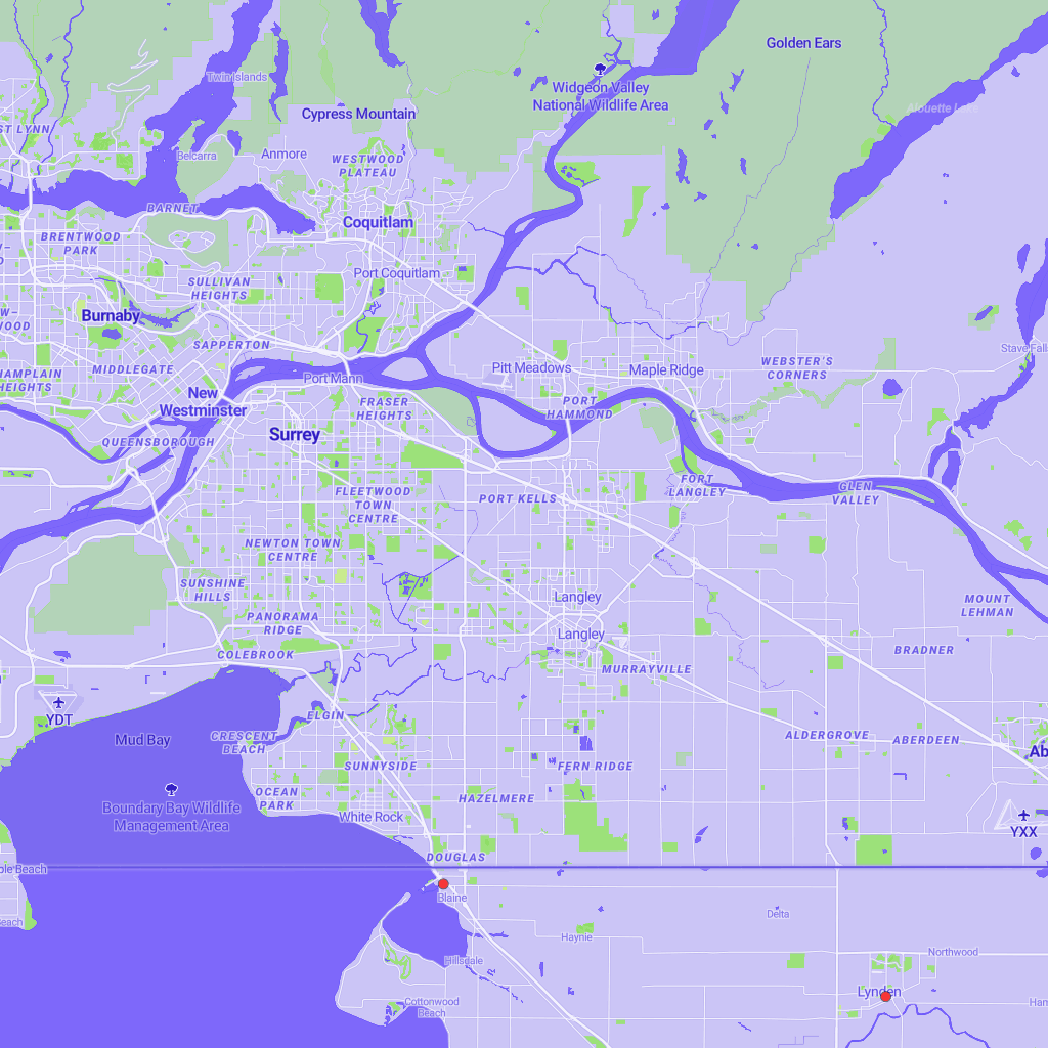 Golden Ears
Twin Islands
Widgeon Valley
National Wildlife Area
Alouette Lake
Cypress Mountain
ST LYNN
Belcarra
Anmore
WESTWOOD
PLATEAU
BARNET
Coquitlam
BRENTWOOD
PARK
Port Coquitlam
SULLIVAN
HEIGHTS
Burnaby
OOD
SAPPERTON
Stave Fall
MIDDLEGATE
HAMPLAIN
HEIGHTS
Port Mann
Pitt Meadows
Maple Ridge
WEBSTER'S
CORNERS
New
Westminster
FRASER
HEIGHTS
PORT
HAMMOND
QUEENSBOROUGH
Surrey
FLEETWOOD
TOWN
CENTRE
PORT KELLS
FORT
LANGLEY
GLEN
VALLEY
NEWTON TOWN
CENTRE
SUNSHINE
HILLS
Langley
MOUNT
LEHMAN
PANORAMA
RIDGE
Langley
COLEBROOK
MURRAYVILLE
BRADNER
YDT
ELGIN
Mud Bay
CRESCENT
BEACH
ALDERGROVE
ABERDEEN
Ab
SUNNYSIDE
FERN RIDGE
OCEAN
PARK
HAZELMERE
Boundary Bay Wildlife
Management Area
White Rock
YXX
DOUGLAS
ple Beach
Blaine
Beach
Delta
Haynie
Northwood
Hillsdale
Lynden
Cottonwood
Beach
Ham